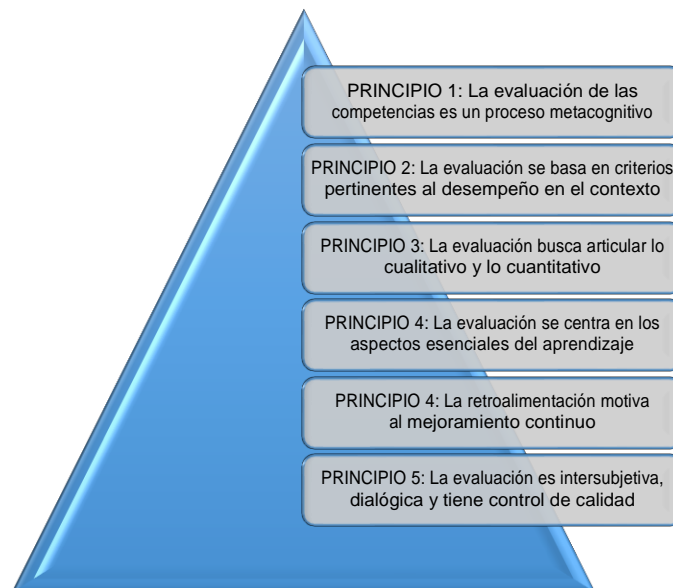 PRINCIPIO 1: La evaluación de las
competencias es un proceso metacognitivo
PRINCIPIO 2: La evaluación se basa en criterios
pertinentes al desempeño en el contexto
PRINCIPIO 3: La evaluación busca articular lo
cualitativo y lo cuantitativo
PRINCIPIO 4: La evaluación se centra en los
aspectos esenciales del aprendizaje
PRINCIPIO 4: La retroalimentación motiva
al mejoramiento continuo
PRINCIPIO 5: La evaluación es intersubjetiva,
dialógica y tiene control de calidad